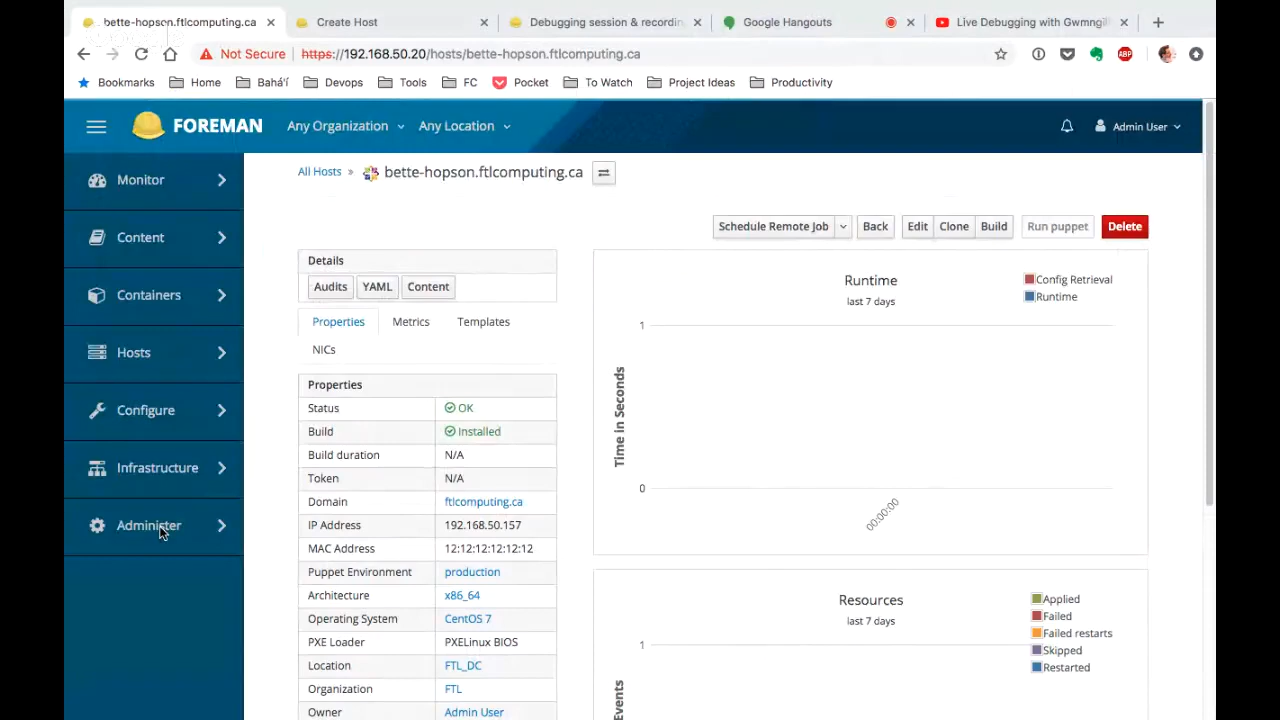 bette-hopson.ftlcomputing.ca
Create Host
Debugging session & recordin
Google Hangouts
Live Debugging with Gwmngil
Not Secure
https://192.168.50.20/hosts/bette-hopson.ftlcomputing.ca
ABP
Bookmarks
Home
Bahá'í
Devops
Tools
FC
Pocket
To Watch
Project Ideas
Productivity
FOREMAN
Any Organization
Any Location
Admin User
Monitor
Content
Containers
Hosts
Configure
Infrastructure
Administer
All Hosts » bette-hopson.ftlcomputing.ca
Schedule Remote Job
Back
Edit
Clone
Build
Run puppet
Delete
Details
Audits
YAML
Content
Properties
Metrics
Templates
NICs
Properties
Status OK
Build Installed
Build duration N/A
Token N/A
Domain ftlcomputing.ca
IP Address 192.168.50.157
MAC Address 12:12:12:12:12:12
Puppet Environment production
Architecture x86_64
Operating System CentOS 7
PXE Loader PXELinux BIOS
Location FTL_DC
Organization FTL
Owner Admin User
Runtime
last 7 days
Config Retrieval
Runtime
1
Time in Seconds
0
00:00:00
Resources
last 7 days
Applied
Failed
Failed restarts
Skipped
Restarted
1
Events